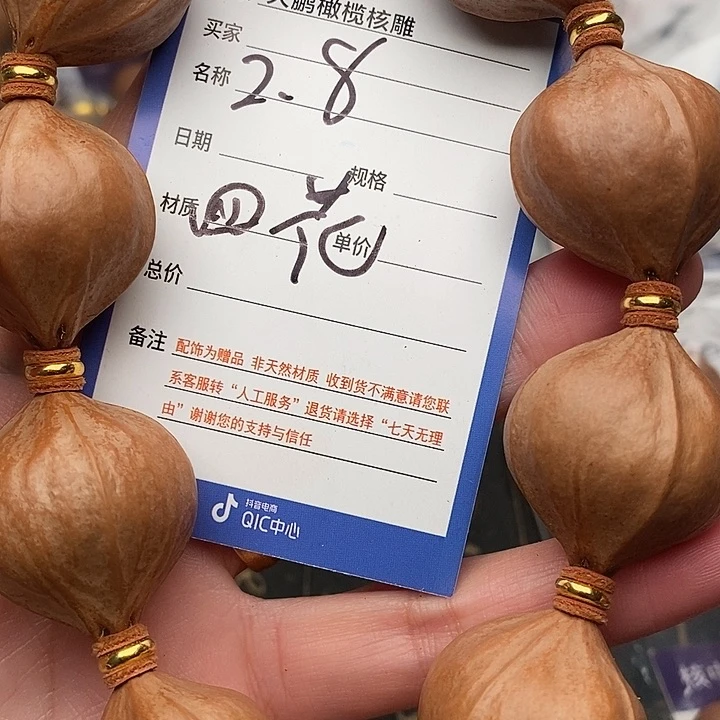 大鹏橄榄核雕
买家
名称 2.8
日期
规格
材质 四花
单价
总价
备注 配饰为赠品 非天然材质 收到货不满意请您联
系客服转“人工服务”退货请选择“七天无理
由”谢谢您的支持与信任
抖音电商
QIC中心